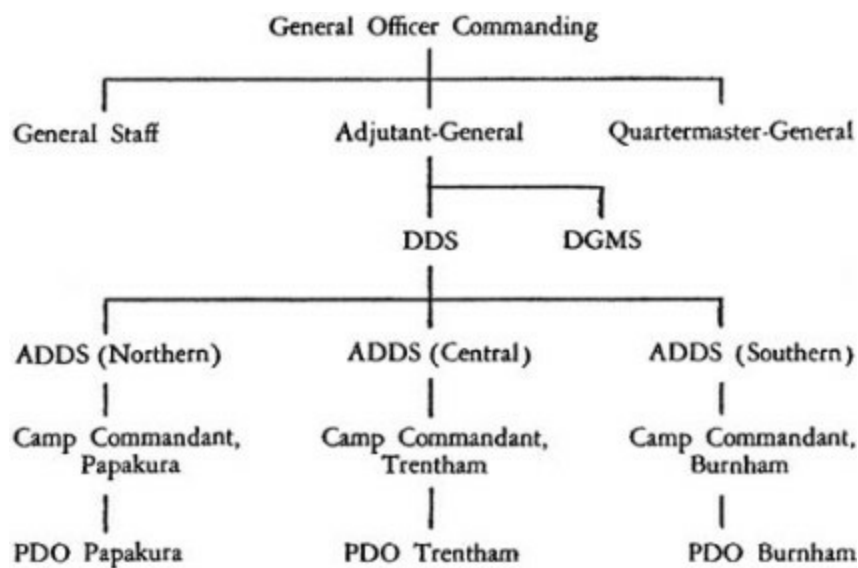 General Officer Commanding
General Staff
Adjutant-General
Quartermaster-General
DDS
DGMS
ADDS (Northern)
ADDS (Central)
ADDS (Southern)
Camp Commandant,
Papakura
Camp Commandant,
Trentham
Camp Commandant,
Burnham
PDO Papakura
PDO Trentham
PDO Burnham